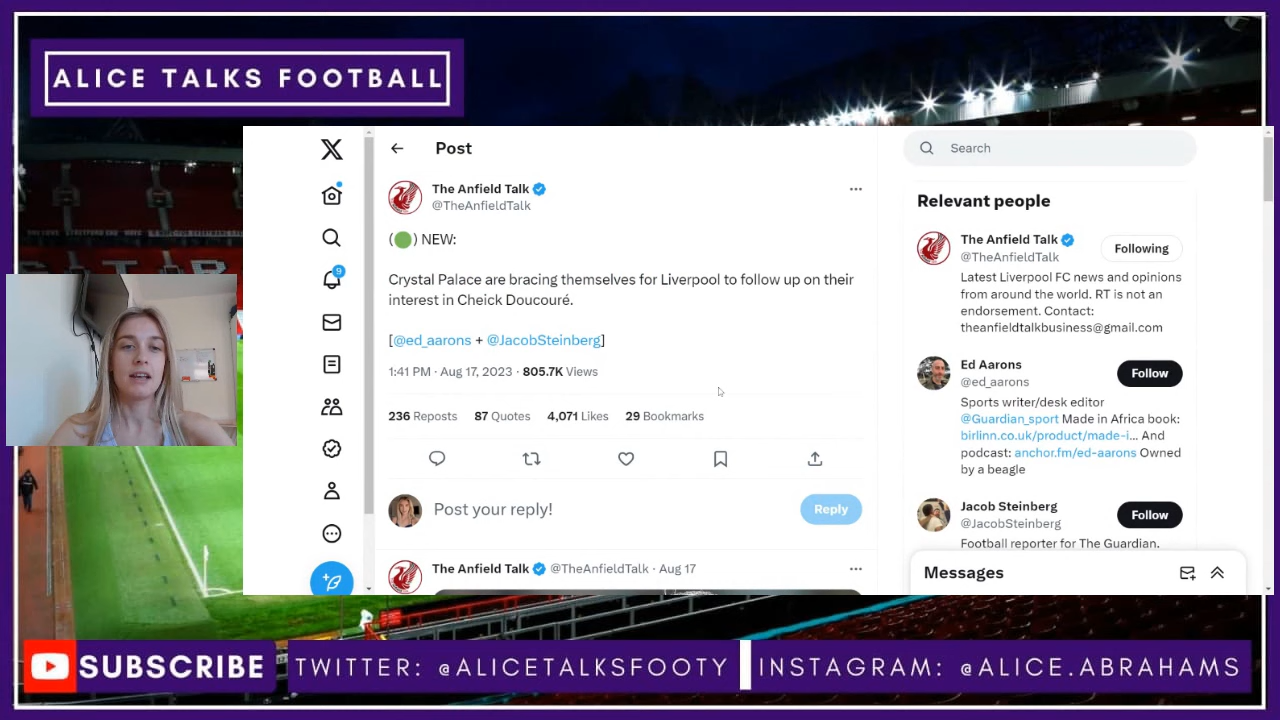 ALICE TALKS FOOTBALL
Post
Search
The Anfield Talk
@TheAnfieldTalk
(🟢) NEW:
Crystal Palace are bracing themselves for Liverpool to follow up on their
interest in Cheick Doucouré.
[@ed_aarons + @JacobSteinberg]
1:41 PM · Aug 17, 2023 · 805.7K Views
236 Reposts 87 Quotes 4,071 Likes 29 Bookmarks
Post your reply!
Reply
The Anfield Talk @TheAnfieldTalk · Aug 17
9
Relevant people
The Anfield Talk
@TheAnfieldTalk
Following
Latest Liverpool FC news and opinions
from around the world. RT is not an
endorsement. Contact:
theanfieldtalkbusiness@gmail.com
Ed Aarons
@ed_aarons
Follow
Sports writer/desk editor
@Guardian_sport Made in Africa book:
birlinn.co.uk/product/made-i... And
podcast: anchor.fm/ed-aarons Owned
by a beagle
Jacob Steinberg
@JacobSteinberg
Follow
Football reporter for The Guardian.
Messages
SUBSCRIBE
TWITTER: @ALICETALKSFOOTY
INSTAGRAM: @ALICE.ABRAHAMS